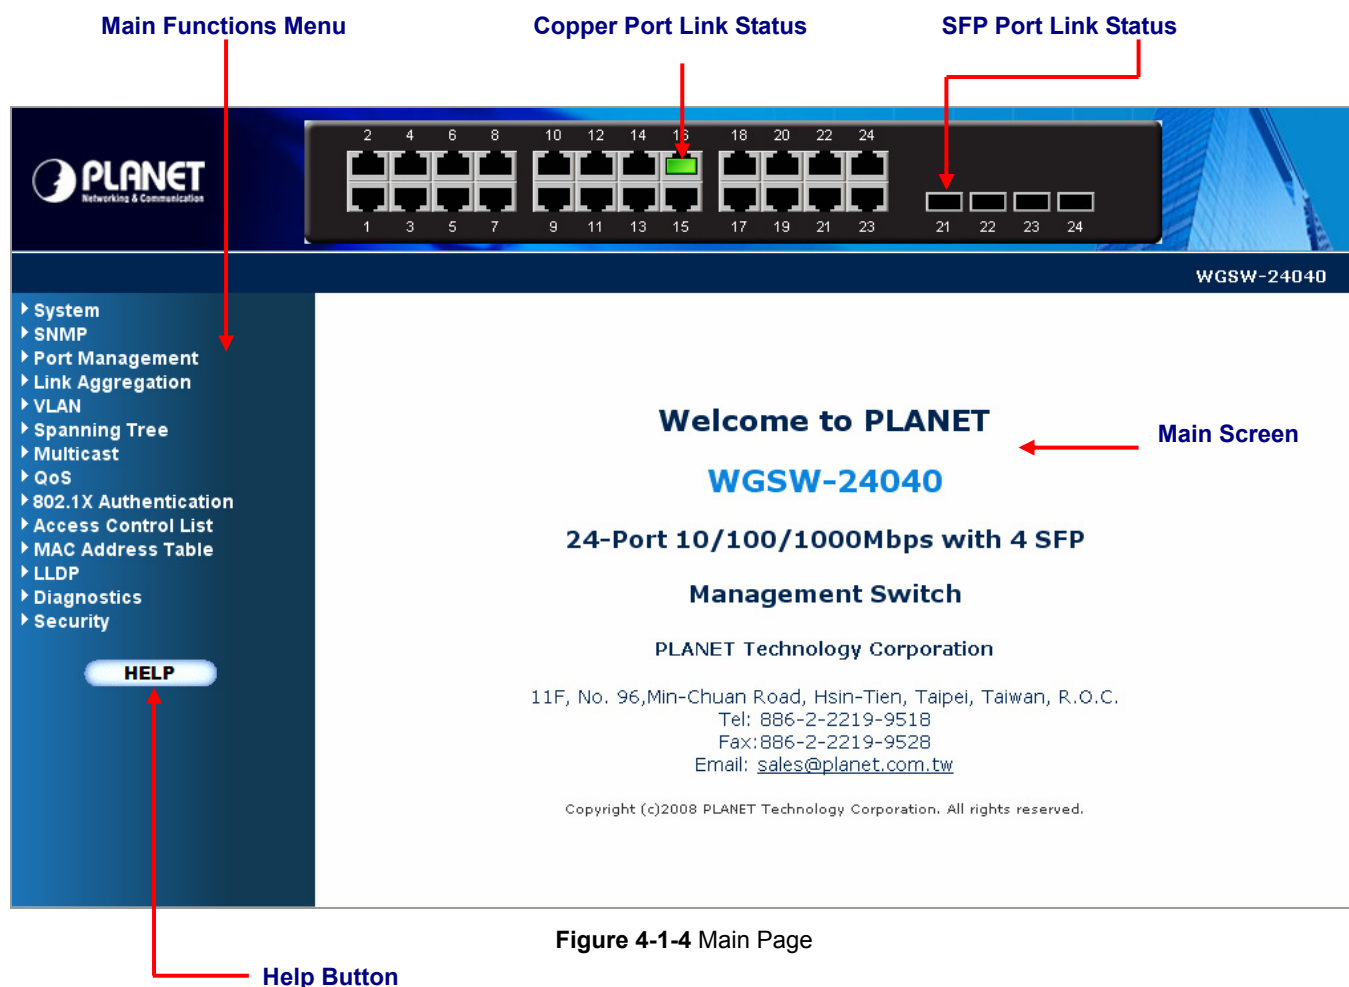 Main Functions Menu Copper Port Link Status SFP Port Link Status
2 4 6 8 10 12 14 16 18 20 22 24
PLANET
Networking & Communication
1 3 5 7 9 11 13 15 17 19 21 23 21 22 23 24
WGSW-24040
System
SNMP
Port Management
Link Aggregation
VLAN
Spanning Tree
Multicast
QoS
802.1X Authentication
Access Control List
MAC Address Table
LLDP
Diagnostics
Security
HELP
Welcome to PLANET
WGSW-24040
24-Port 10/100/1000Mbps with 4 SFP
Management Switch
PLANET Technology Corporation
11F, No. 96,Min-Chuan Road, Hsin-Tien, Taipei, Taiwan, R.O.C.
Tel: 886-2-2219-9518
Fax:886-2-2219-9528
Email: sales@planet.com.tw
Copyright (c)2008 PLANET Technology Corporation. All rights reserved.
Main Screen
Figure 4-1-4 Main Page
Help Button